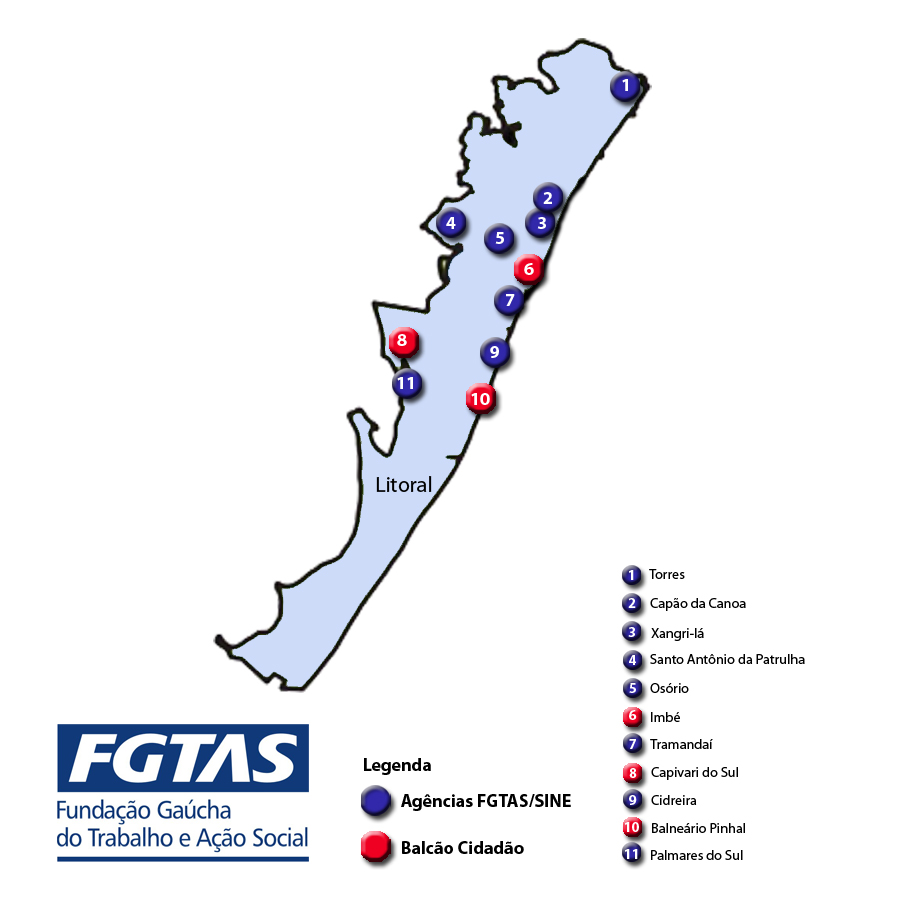 1
2
3
4
5
6
7
8
9
11
10
Litoral
1 Torres
2 Capão da Canoa
3 Xangri-lá
4 Santo Antônio da Patrulha
5 Osório
6 Imbé
7 Tramandaí
8 Capivari do Sul
9 Cidreira
10 Balneário Pinhal
11 Palmares do Sul
FGTAS
Fundação Gaúcha
do Trabalho e Ação Social
Legenda
Agências FGTAS/SINE
Balcão Cidadão